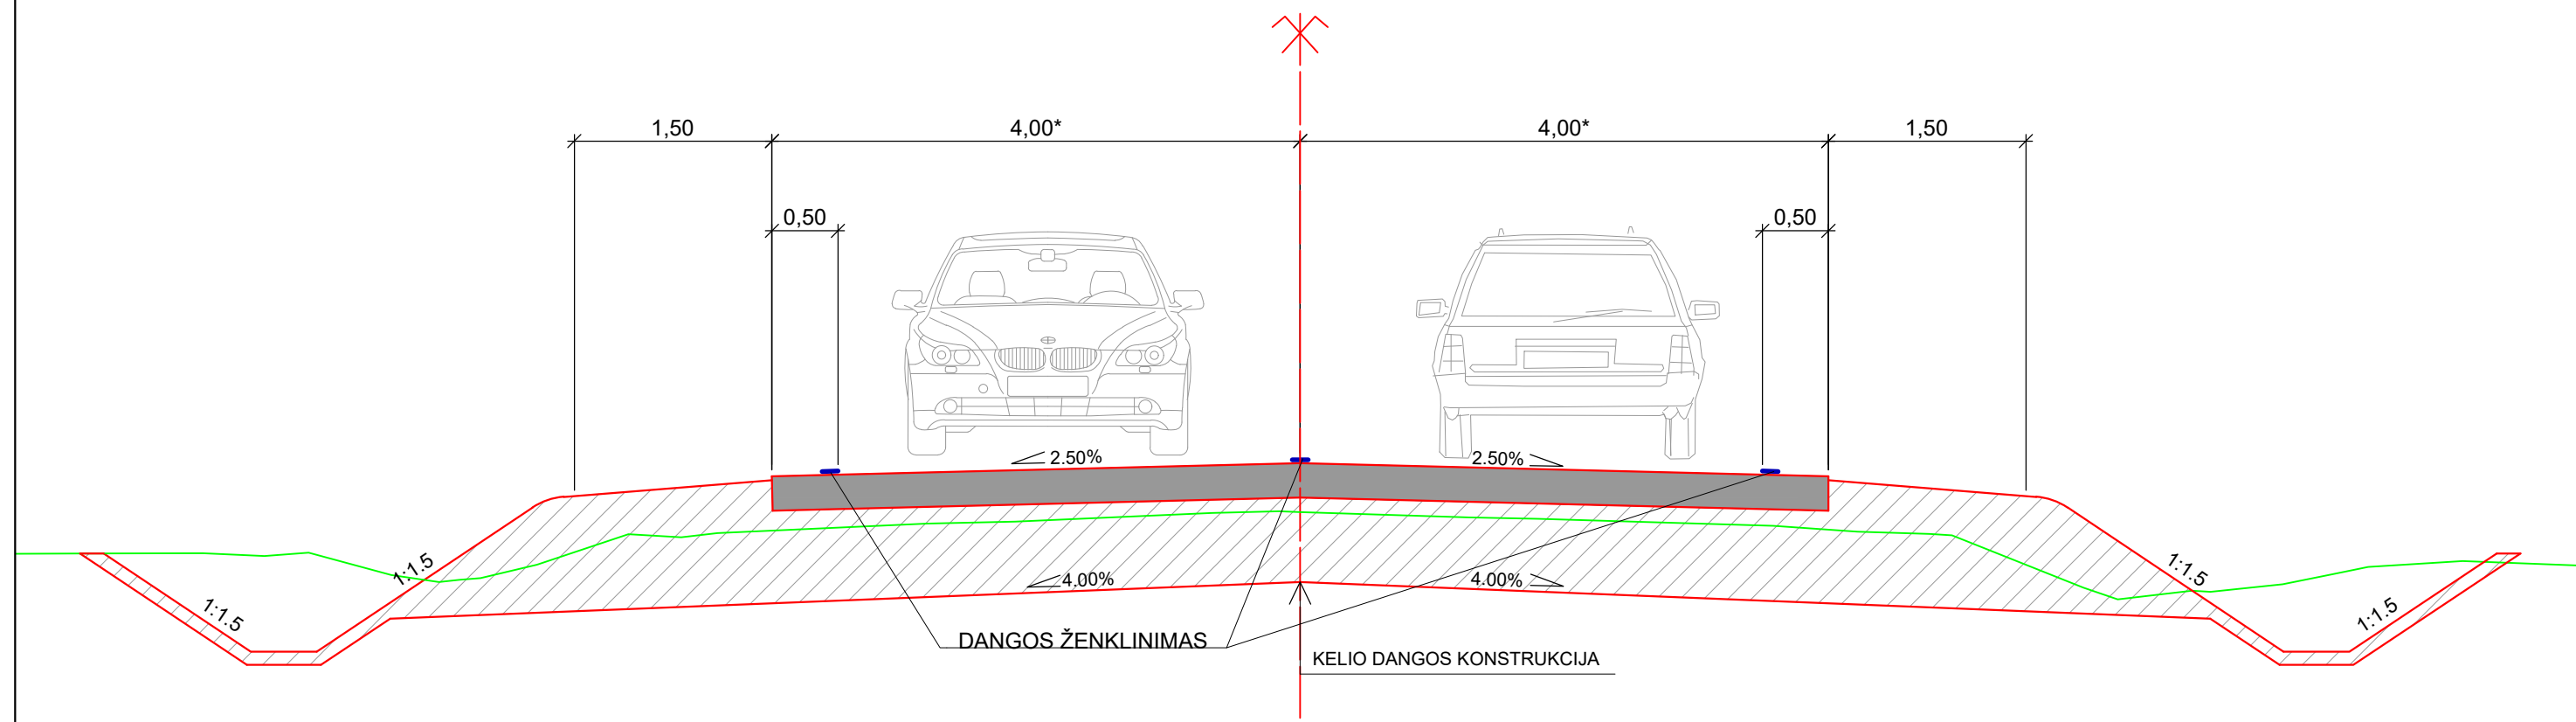 1,50 4,00* 4,00* 1,50
0,50 0,50
2.50% 2.50%
1:1.5 4.00% 4.00% 1:1.5
1:1.5 1:1.5
DANGOS ŽENKLINIMAS
KELIO DANGOS KONSTRUKCIJA